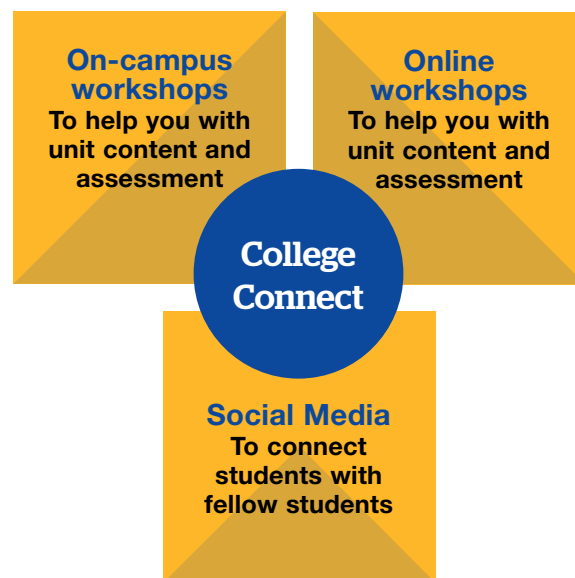 On-campus
workshops
To help you with
unit content and
assessment
Online
workshops
To help you with
unit content and
assessment
College
Connect
Social Media
To connect
students with
fellow students